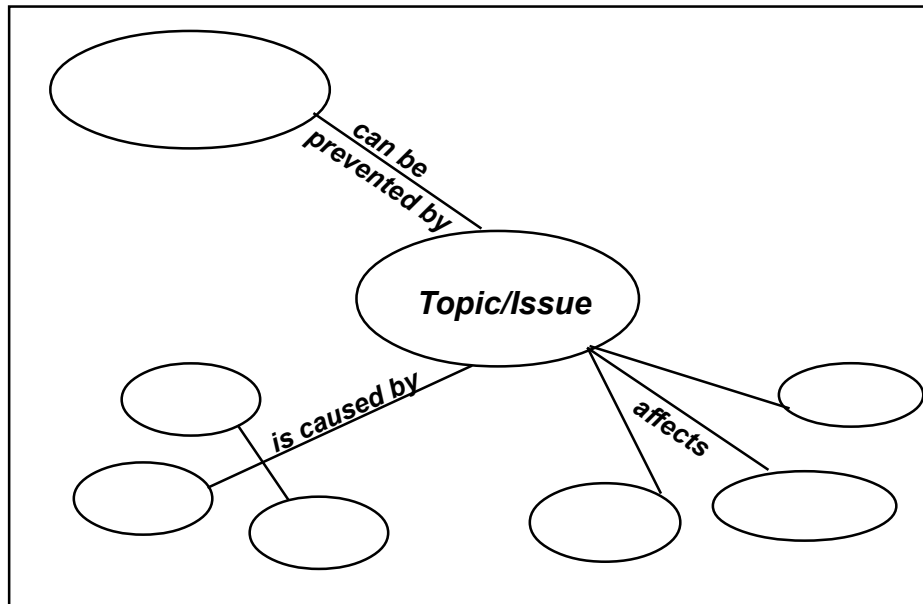 can be
prevented by
Topic/Issue
is caused by
affects